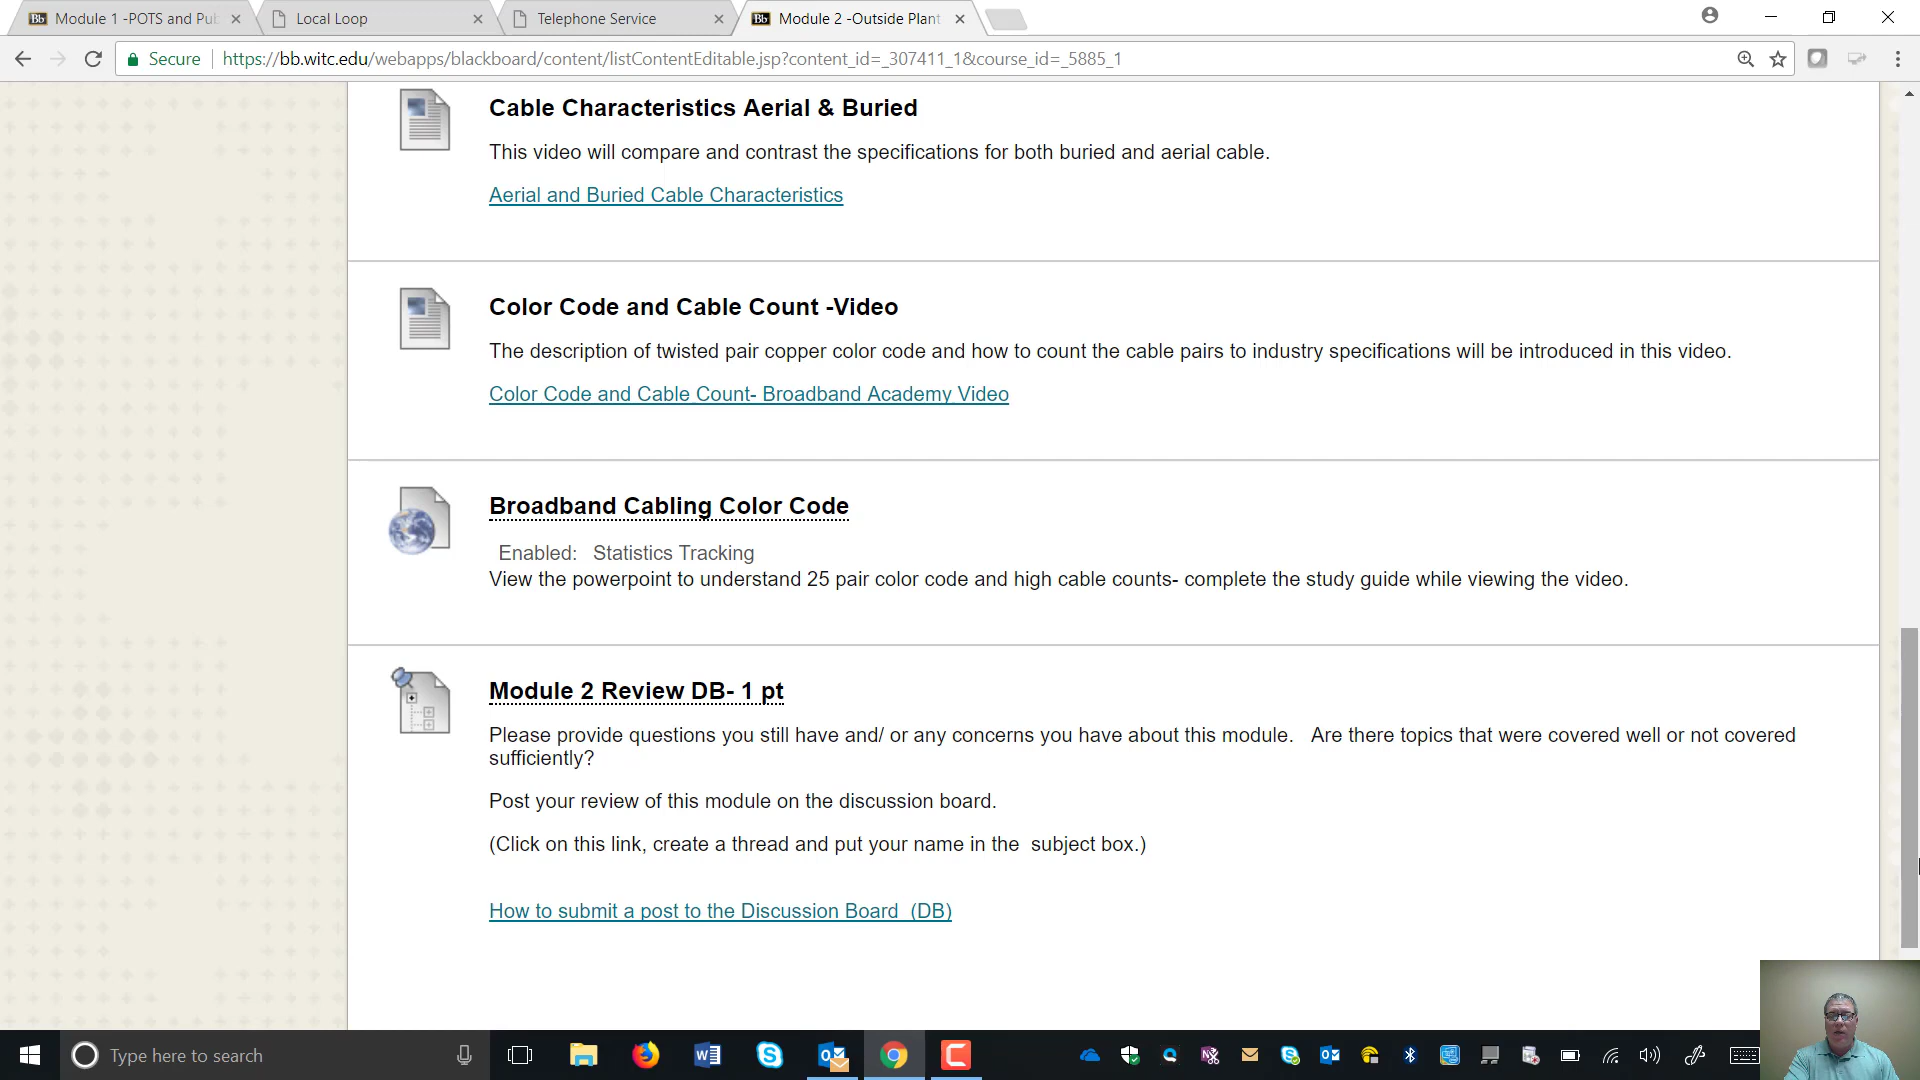 Module 1 -POTS and Pub
Local Loop
Telephone Service
Module 2 -Outside Plant
Secure
https://bb.witc.edu/webapps/blackboard/content/listContentEditable.jsp?content_id=_307411_1&course_id=_5885_1
Cable Characteristics Aerial & Buried
This video will compare and contrast the specifications for both buried and aerial cable.
Aerial and Buried Cable Characteristics
Color Code and Cable Count -Video
The description of twisted pair copper color code and how to count the cable pairs to industry specifications will be introduced in this video.
Color Code and Cable Count- Broadband Academy Video
Broadband Cabling Color Code
Enabled: Statistics Tracking
View the powerpoint to understand 25 pair color code and high cable counts- complete the study guide while viewing the video.
Module 2 Review DB- 1 pt
Please provide questions you still have and/ or any concerns you have about this module. Are there topics that were covered well or not covered
sufficiently?
Post your review of this module on the discussion board.
(Click on this link, create a thread and put your name in the subject box.)
How to submit a post to the Discussion Board (DB)
Type here to search